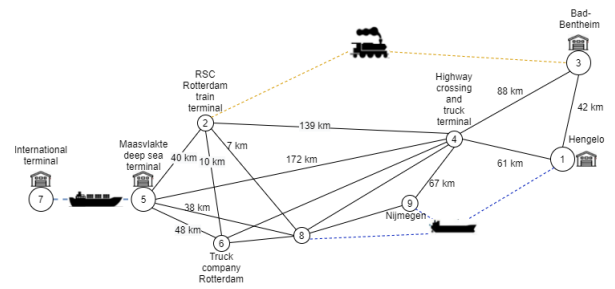 Bad-
Bentheim
3
RSC
Rotterdam
train
terminal
2
Highway
crossing
and
truck
terminal
4
88 km
42 km
139 km
7 km
Hengelo
1
International
terminal
7
Maasvlakte
deep sea
terminal
5
40 km
10 km
172 km
61 km
67 km
38 km
48 km
9
Nijmegen
8
6
Truck
company
Rotterdam